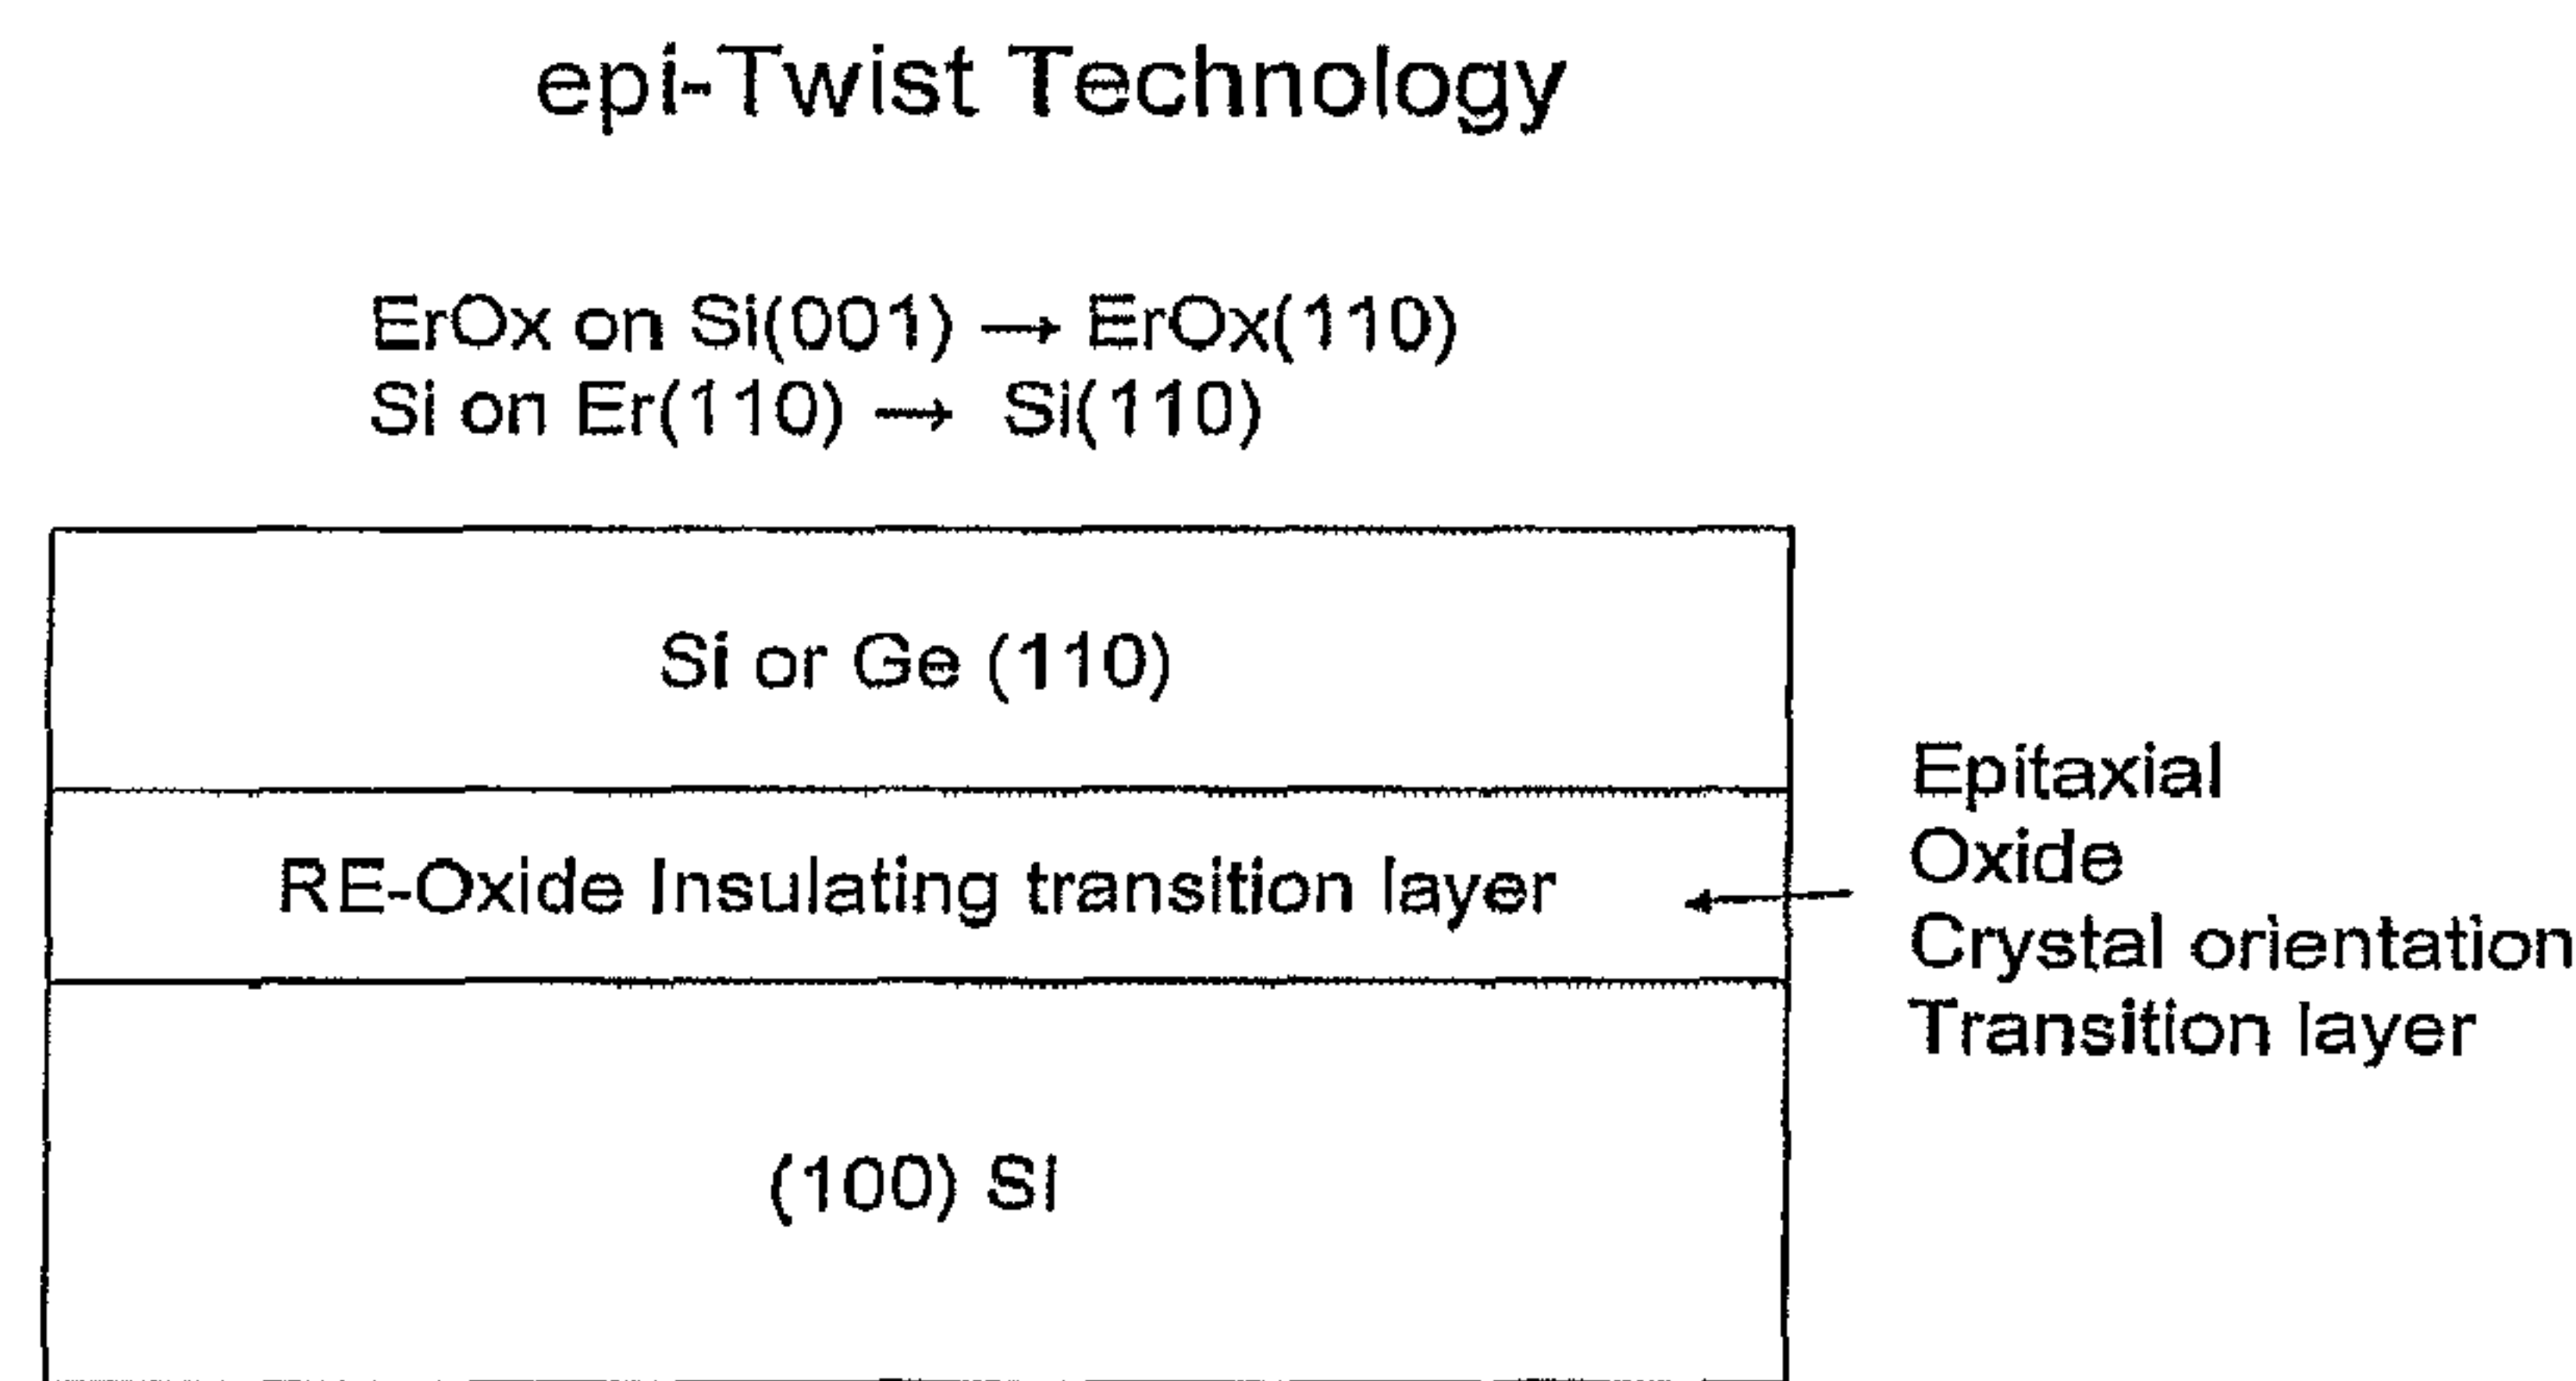 epi-Twist Technology
ErOx on Si(001) → ErOx(110)
Si on Er(110) → Si(110)
Si or Ge (110)
RE-Oxide Insulating transition layer
(100) Si
Epitaxial
Oxide
Crystal orientation
Transition layer